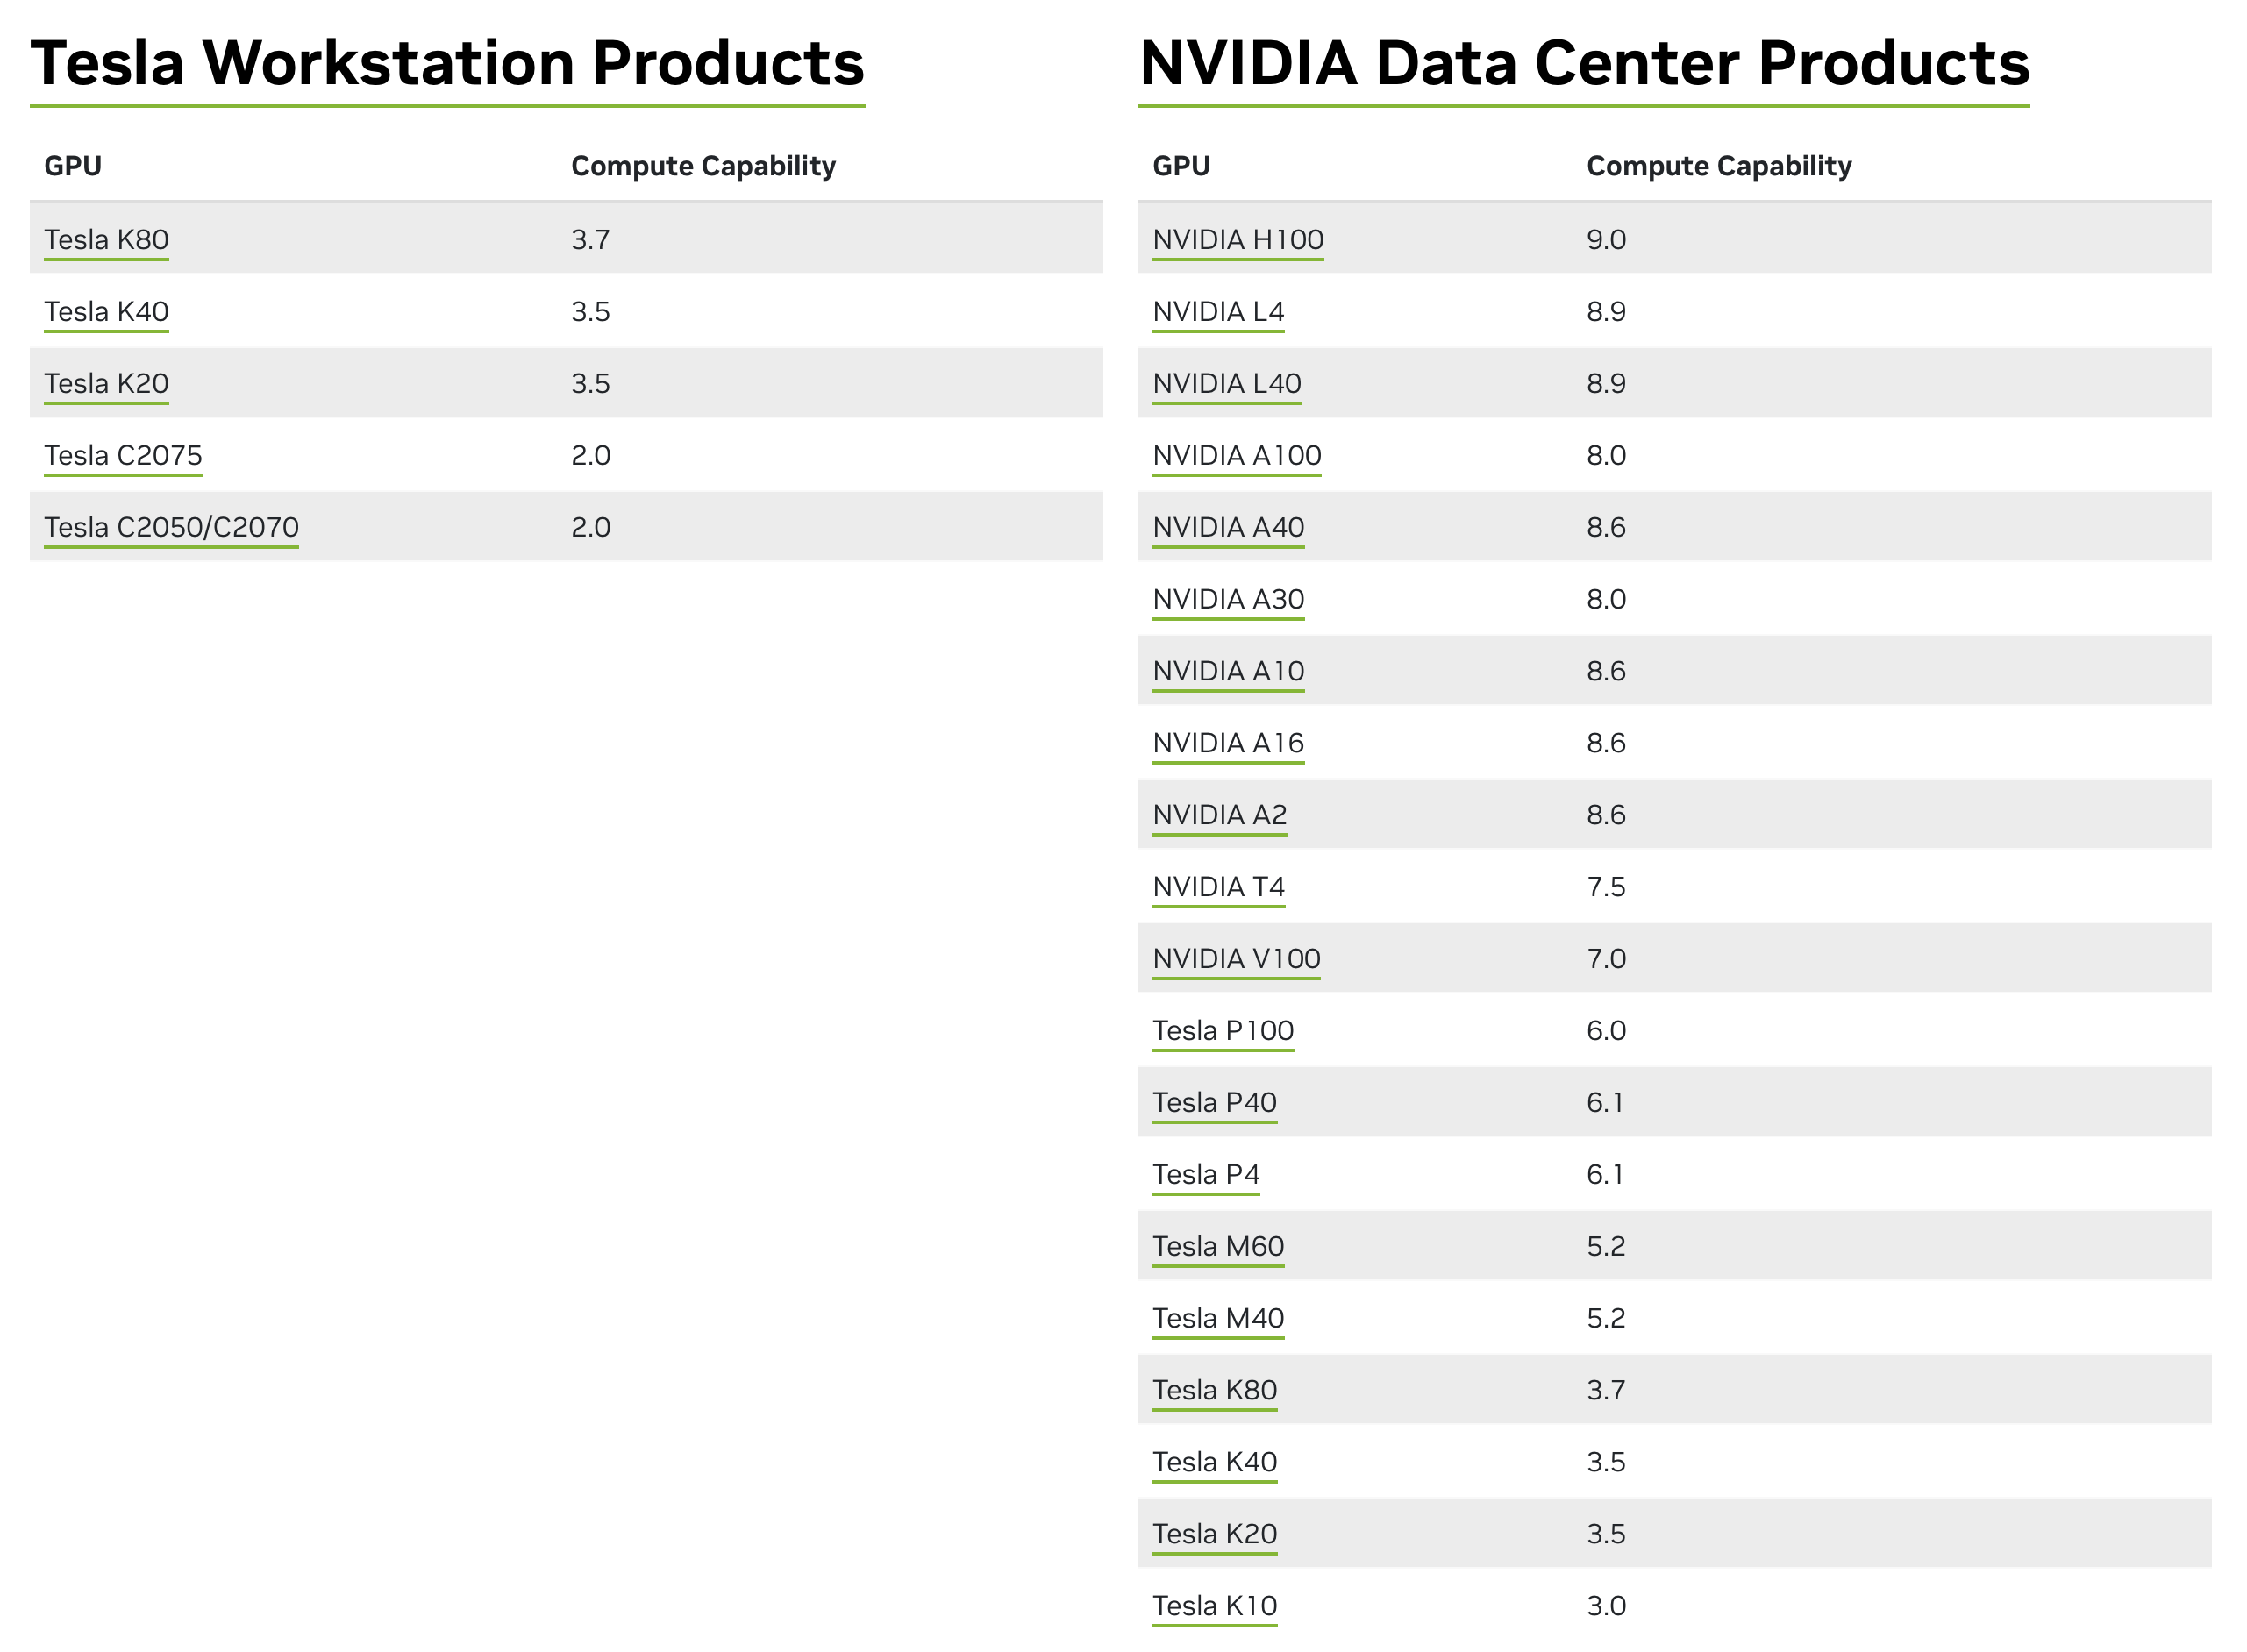 Tesla Workstation Products
GPU Compute Capability
Tesla K80 3.7
Tesla K40 3.5
Tesla K20 3.5
Tesla C2075 2.0
Tesla C2050/C2070 2.0
NVIDIA Data Center Products
GPU Compute Capability
NVIDIA H100 9.0
NVIDIA L4 8.9
NVIDIA L40 8.9
NVIDIA A100 8.0
NVIDIA A40 8.6
NVIDIA A30 8.0
NVIDIA A10 8.6
NVIDIA A16 8.6
NVIDIA A2 8.6
NVIDIA T4 7.5
NVIDIA V100 7.0
Tesla P100 6.0
Tesla P40 6.1
Tesla P4 6.1
Tesla M60 5.2
Tesla M40 5.2
Tesla K80 3.7
Tesla K40 3.5
Tesla K20 3.5
Tesla K10 3.0